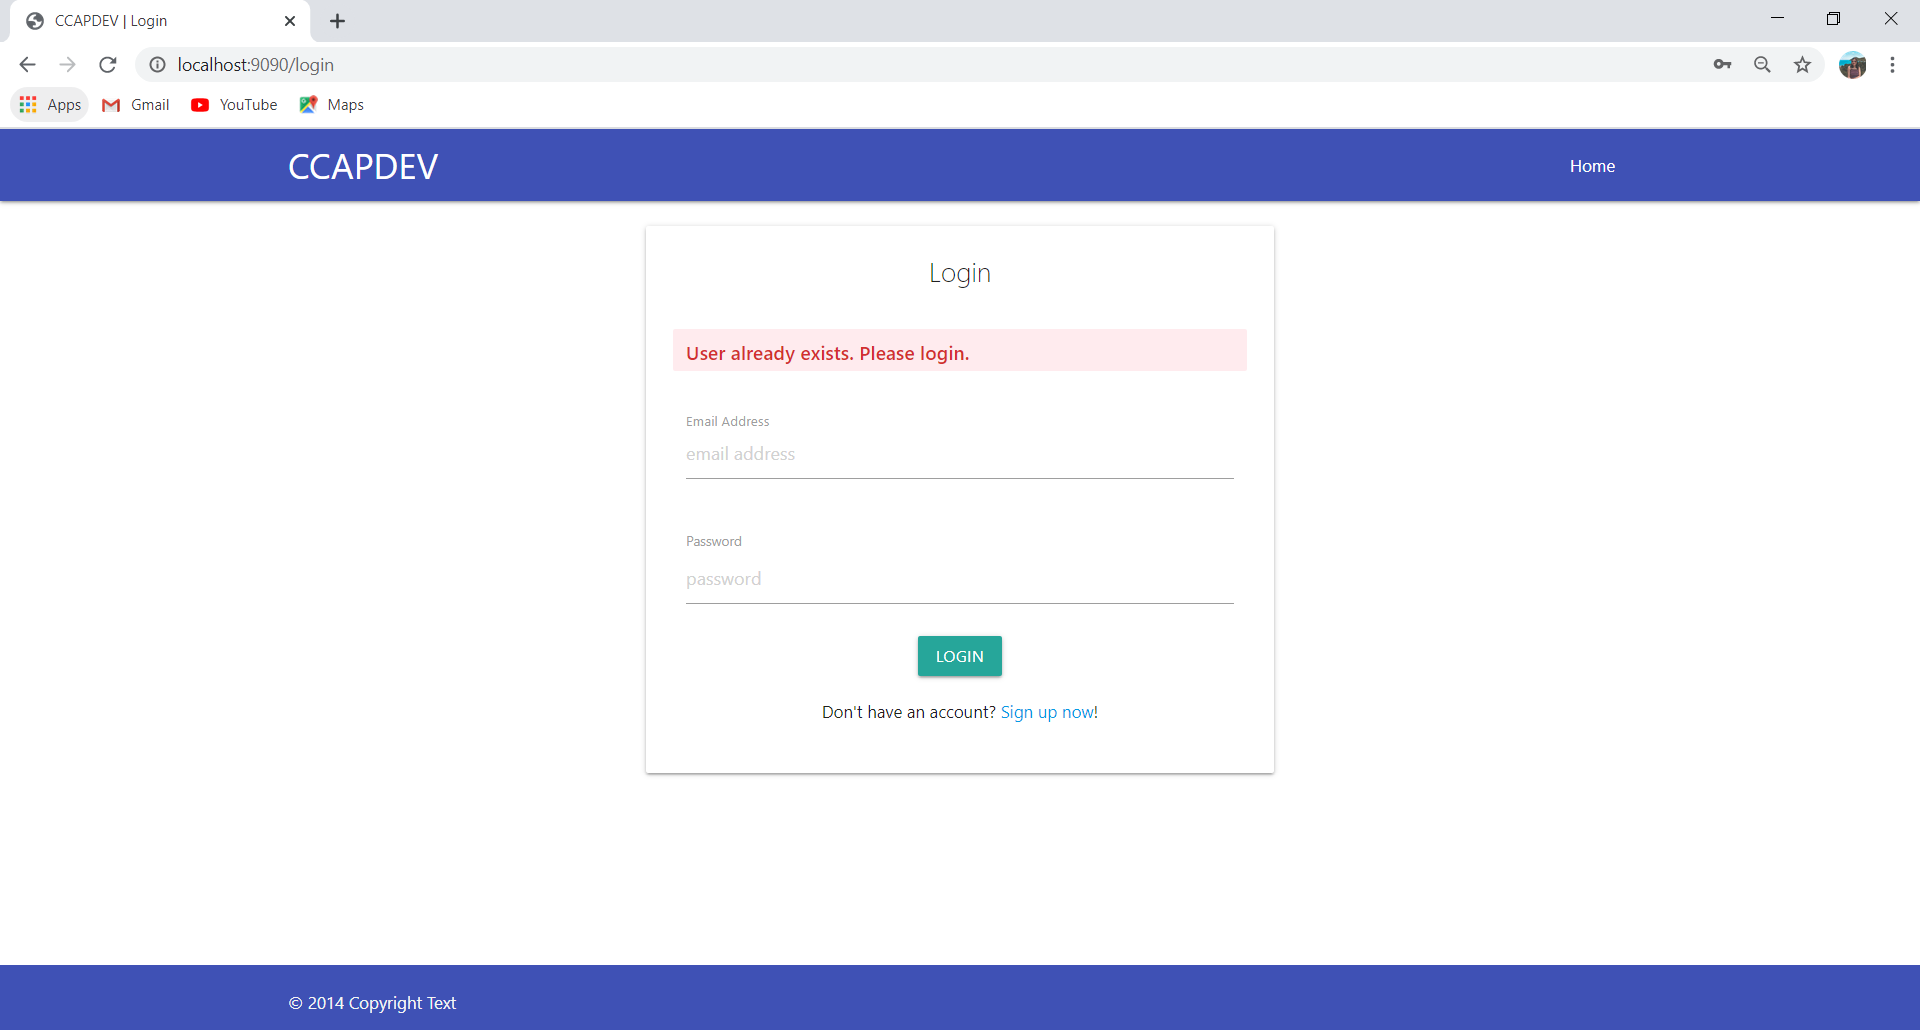 CCAPDEV | Login
localhost:9090/login
Apps Gmail YouTube Maps
CCAPDEV Home
Login
User already exists. Please login.
Email Address
email address
Password
password
LOGIN
Don't have an account? Sign up now!
© 2014 Copyright Text